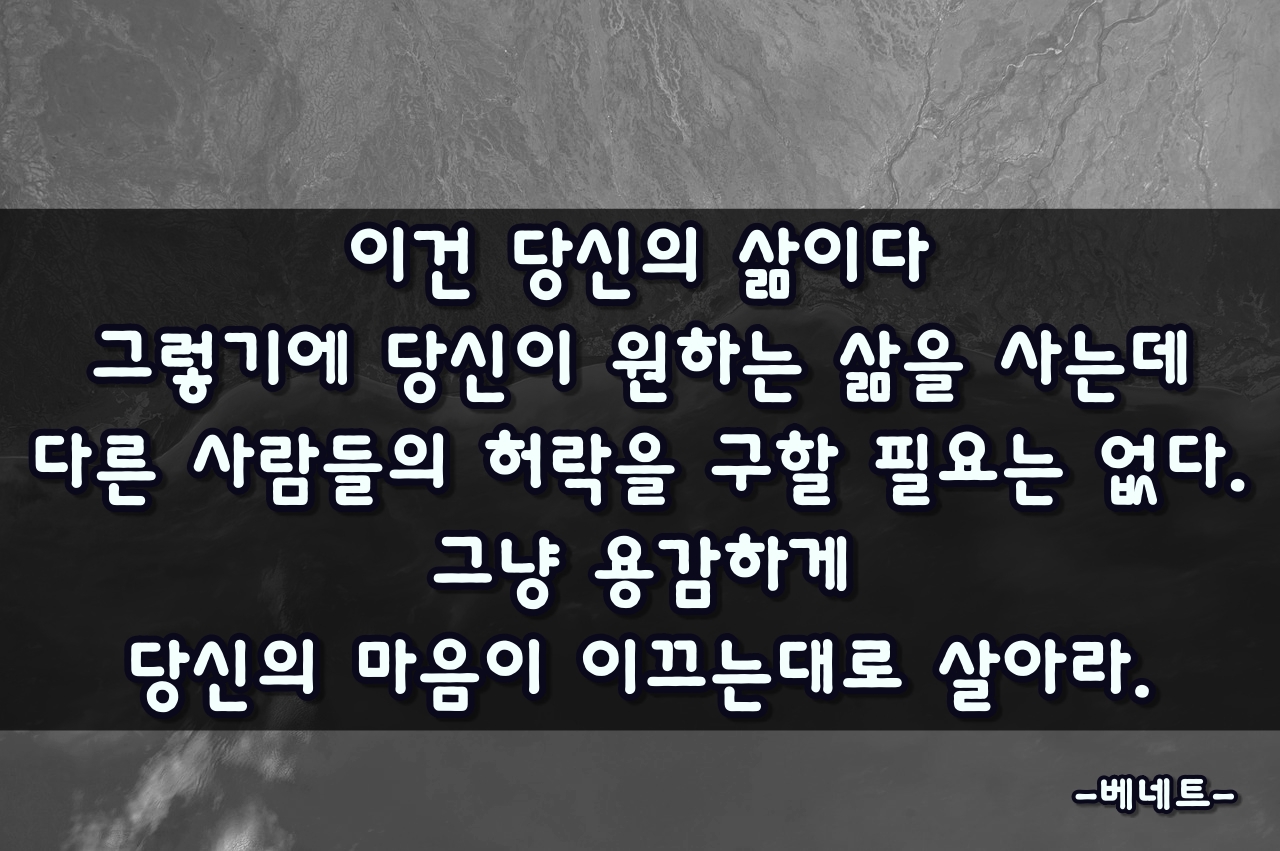 이건 당신의 삶이다
그렇기에 당신이 원하는 삶을 사는데
다른 사람들의 허락을 구할 필요는 없다.
그냥 용감하게
당신의 마음이 이끄는대로 살아라.
-베네트-